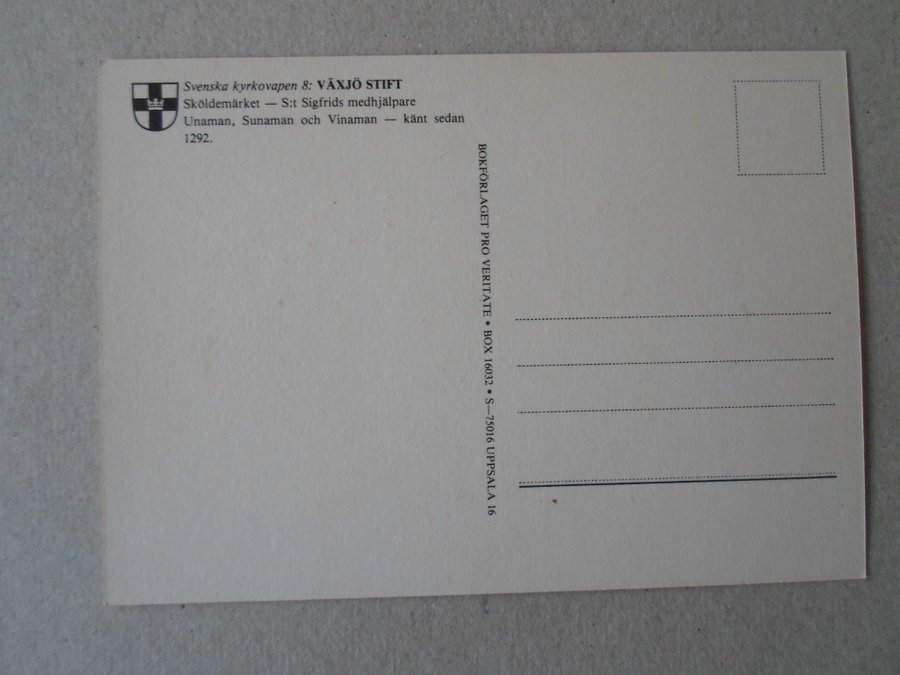 Svenska kyrkovapen 8: VÄXJÖ STIFT
Sköldemärket — S:t Sigfrids medhjälpare
Unaman, Sunaman och Vinaman — känt sedan
1292.
BOKFÖRLAGET PRO VERITATE • BOX 16032 • S—75016 UPPSALA 16